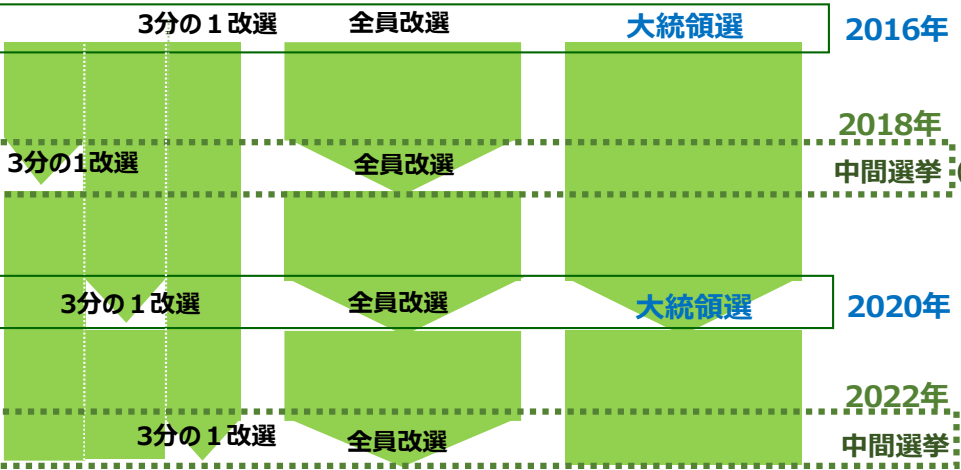 3分の１改選 全員改選 大統領選 2016年
2018年
3分の1改選 全員改選 中間選挙
3分の１改選 全員改選 大統領選 2020年
2022年
3分の１改選 全員改選 中間選挙